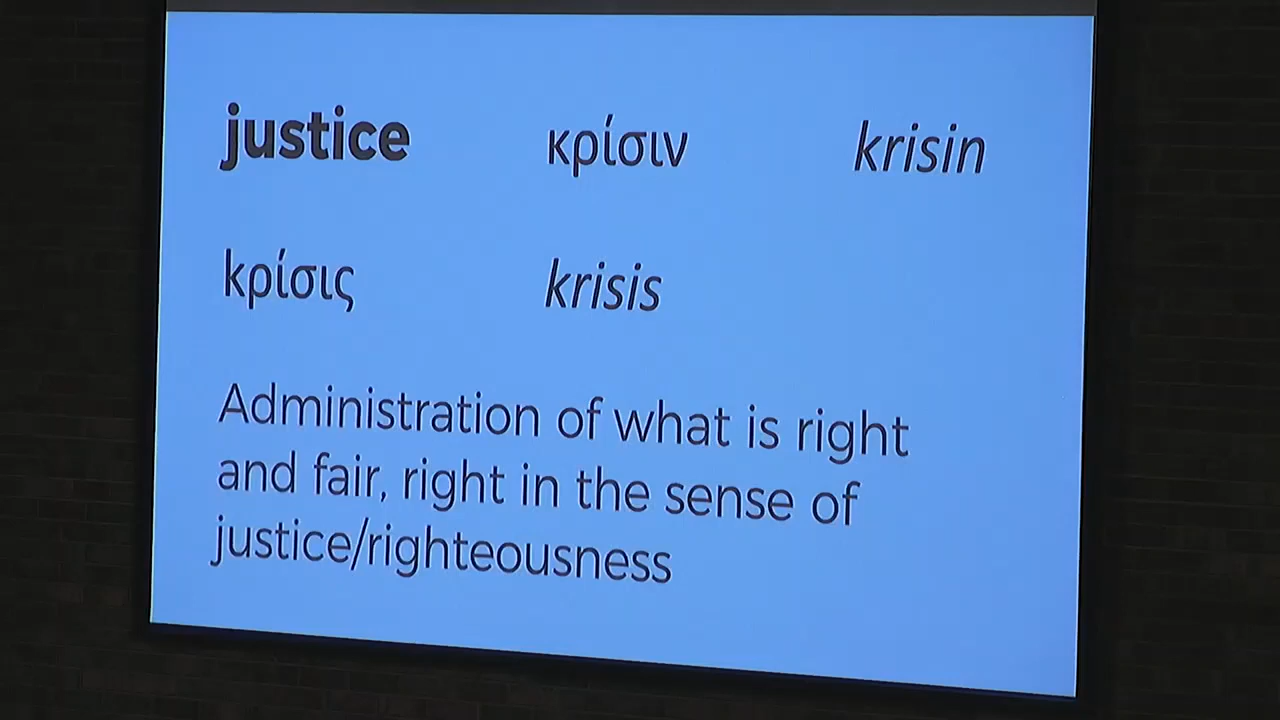 justice κρίσιν krisin
κρίσις krisis
Administration of what is right
and fair, right in the sense of
justice/righteousness